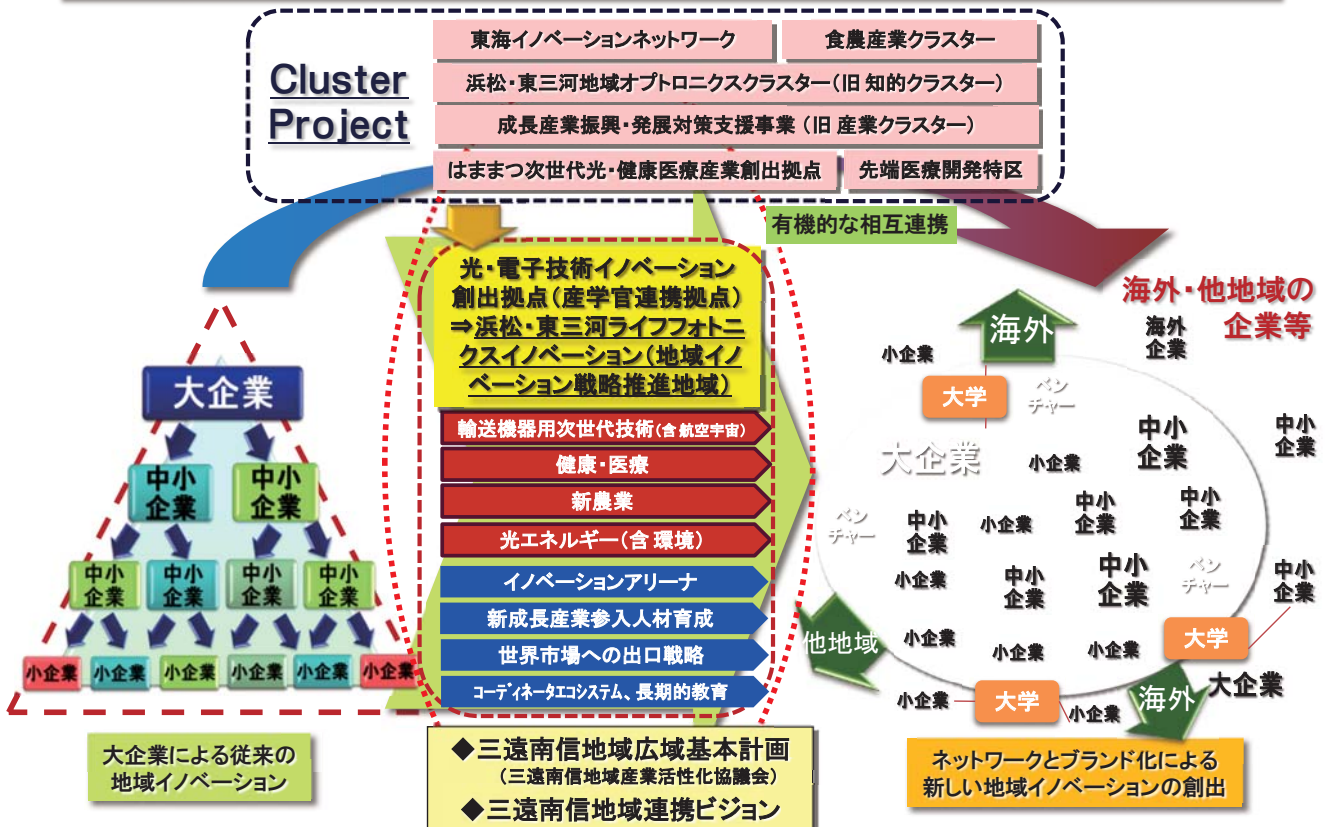 Cluster
Project
東海イノベーションネットワーク
食農産業クラスター
浜松・東三河地域オプトロニクスクラスター(旧 知的クラスター)
成長産業振興・発展対策支援事業 (旧 産業クラスター)
はままつ次世代光・健康医療産業創出拠点
先端医療開発特区
有機的な相互連携
光・電子技術イノベーション
創出拠点(産学官連携拠点)
⇒浜松・東三河ライフフォトニ
クスイノベーション(地域イノ
ベーション戦略推進地域)
輸送機器用次世代技術(含 航空宇宙)
健康・医療
新農業
光エネルギー(含 環境)
イノベーションアリーナ
新成長産業参入人材育成
世界市場への出口戦略
コーディネータエコシステム、長期的教育
◆三遠南信地域広域基本計画
(三遠南信地域産業活性化協議会)
◆三遠南信地域連携ビジョン
大企業
中小
企業
中小
企業
中小
企業
中小
企業
中小
企業
中小
企業
小企業
小企業
小企業
小企業
小企業
小企業
大企業による従来の
地域イノベーション
海外・他地域の
企業等
海外
海外
企業
小企業
大学
ベン
チャー
中小
企業
中小
企業
大企業
小企業
ベン
チャー
中小
企業
小企業
中小
企業
中小
企業
小企業
中小
企業
中小
企業
ベン
チャー
中小
企業
他地域
小企業
小企業
小企業
大学
大企業
小企業
大学
小企業
海外
ネットワークとブランド化による
新しい地域イノベーションの創出